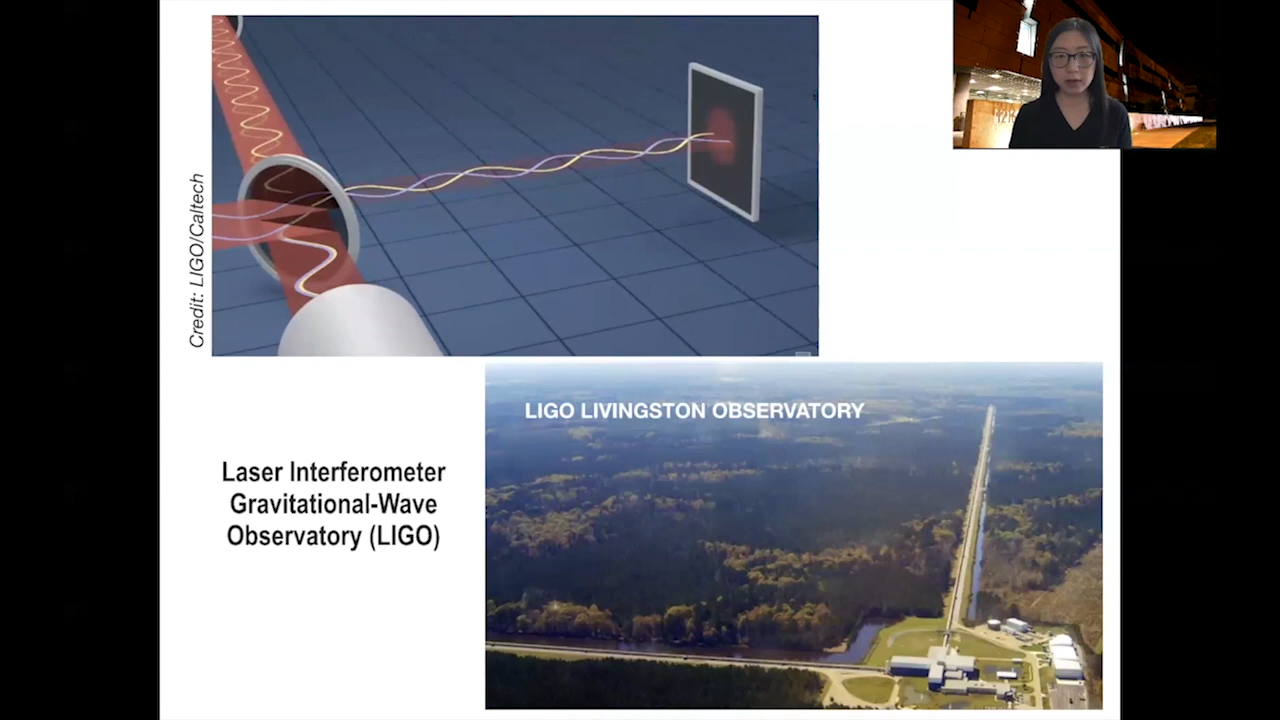 Credit: LIGO/Caltech
LIGO LIVINGSTON OBSERVATORY
Laser Interferometer
Gravitational-Wave
Observatory (LIGO)